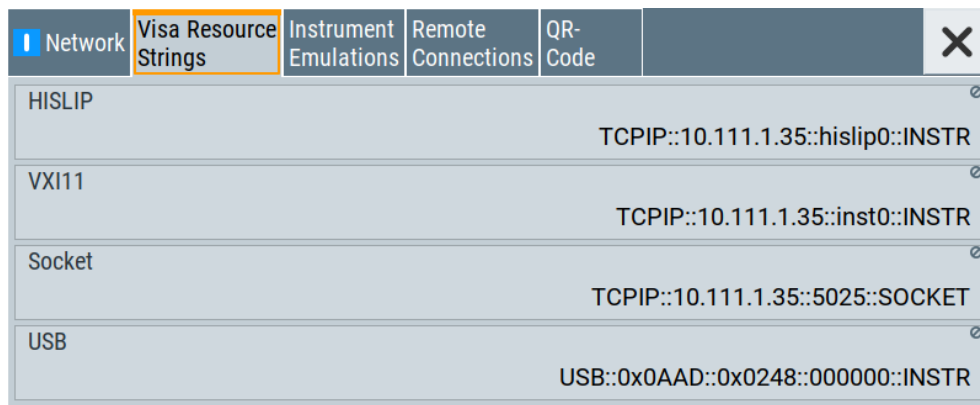 Network
Visa Resource
Strings
Instrument
Emulations
Remote
Connections
QR-
Code
HISLIP
TCPIP::10.111.1.35::hislip0::INSTR
VXI11
TCPIP::10.111.1.35::inst0::INSTR
Socket
TCPIP::10.111.1.35::5025::SOCKET
USB
USB::0x0AAD::0x0248::000000::INSTR